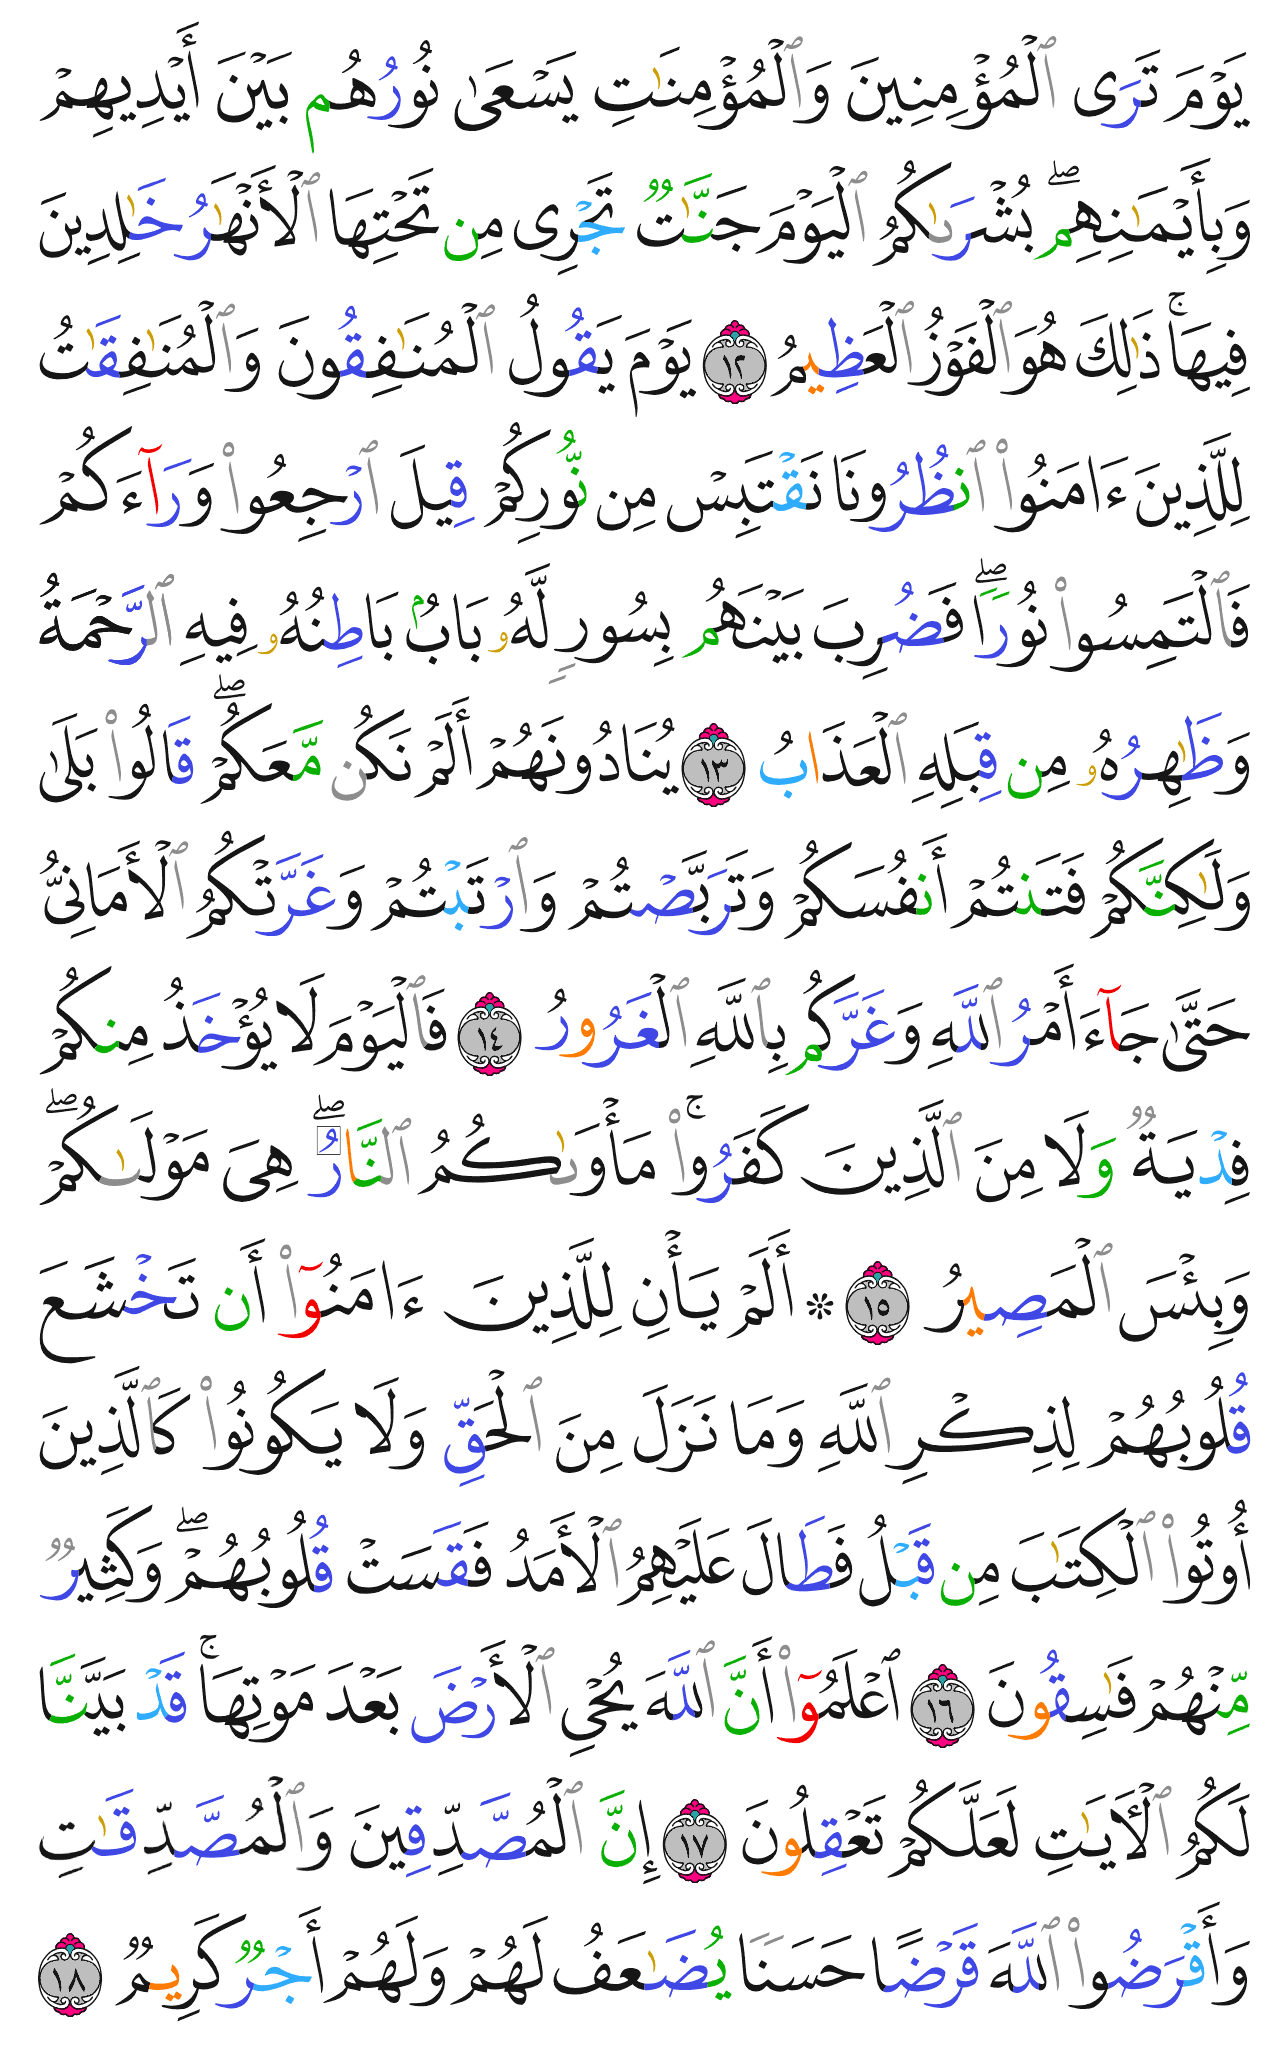 يَوۡمَ تَرَى ٱلۡمُؤۡمِنِينَ وَٱلۡمُؤۡمِنَٰتِ يَسۡعَىٰ نُورُهُم بَيۡنَ أَيۡدِيهِمۡ
وَبِأَيۡمَٰنِهِمۖ بُشۡرَىٰكُمُ ٱلۡيَوۡمَ جَنَّٰتٞ تَجۡرِي مِن تَحۡتِهَا ٱلۡأَنۡهَٰرُ خَٰلِدِينَ
فِيهَاۚ ذَٰلِكَ هُوَ ٱلۡفَوۡزُ ٱلۡعَظِيمُ ١٢ يَوۡمَ يَقُولُ ٱلۡمُنَٰفِقُونَ وَٱلۡمُنَٰفِقَٰتُ
لِلَّذِينَ ءَامَنُواْ ٱنظُرُونَا نَقۡتَبِسۡ مِن نُّورِكُمۡ قِيلَ ٱرۡجِعُواْ وَرَآءَكُمۡ
فَٱلۡتَمِسُواْ نُورٗاۖ فَضُرِبَ بَيۡنَهُم بِسُورٖ لَّهُۥ بَابُۢ بَاطِنُهُۥ فِيهِ ٱلرَّحۡمَةُ
وَظَٰهِرُهُۥ مِن قِبَلِهِ ٱلۡعَذَابُ ١٣ يُنَادُونَهُمۡ أَلَمۡ نَكُن مَّعَكُمۡۖ قَالُواْ بَلَىٰ
وَلَٰكِنَّكُمۡ فَتَنتُمۡ أَنفُسَكُمۡ وَتَرَبَّصۡتُمۡ وَٱرۡتَبۡتُمۡ وَغَرَّتۡكُمُ ٱلۡأَمَانِيُّ
حَتَّىٰ جَآءَ أَمۡرُ ٱللَّهِ وَغَرَّكُم بِٱللَّهِ ٱلۡغَرُورُ ١٤ فَٱلۡيَوۡمَ لَا يُؤۡخَذُ مِنكُمۡ
فِدۡيَةٞ وَلَا مِنَ ٱلَّذِينَ كَفَرُواْۚ مَأۡوَىٰكُمُ ٱلنَّارُۖ هِيَ مَوۡلَىٰكُمۡۖ
وَبِئۡسَ ٱلۡمَصِيرُ ١٥ ۞ أَلَمۡ يَأۡنِ لِلَّذِينَ ءَامَنُوٓاْ أَن تَخۡشَعَ
قُلُوبُهُمۡ لِذِكۡرِ ٱللَّهِ وَمَا نَزَلَ مِنَ ٱلۡحَقِّ وَلَا يَكُونُواْ كَٱلَّذِينَ
أُوتُواْ ٱلۡكِتَٰبَ مِن قَبۡلُ فَطَالَ عَلَيۡهِمُ ٱلۡأَمَدُ فَقَسَتۡ قُلُوبُهُمۡۖ وَكَثِيرٞ
مِّنۡهُمۡ فَٰسِقُونَ ١٦ ٱعۡلَمُوٓاْ أَنَّ ٱللَّهَ يُحۡيِ ٱلۡأَرۡضَ بَعۡدَ مَوۡتِهَاۚ قَدۡ بَيَّنَّا
لَكُمُ ٱلۡأٓيَٰتِ لَعَلَّكُمۡ تَعۡقِلُونَ ١٧ إِنَّ ٱلۡمُصَّدِّقِينَ وَٱلۡمُصَّدِّقَٰتِ
وَأَقۡرَضُواْ ٱللَّهَ قَرۡضًا حَسَنٗا يُضَٰعَفُ لَهُمۡ وَلَهُمۡ أَجۡرٞ كَرِيمٞ ١٨